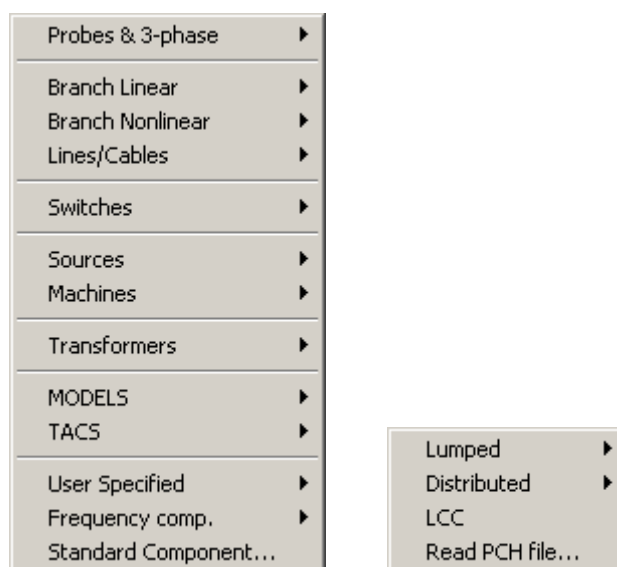 Probes & 3-phase
Branch Linear
Branch Nonlinear
Lines/Cables
Switches
Sources
Machines
Transformers
MODELS
TACS
User Specified
Frequency comp.
Standard Component...
Lumped
Distributed
LCC
Read PCH file...